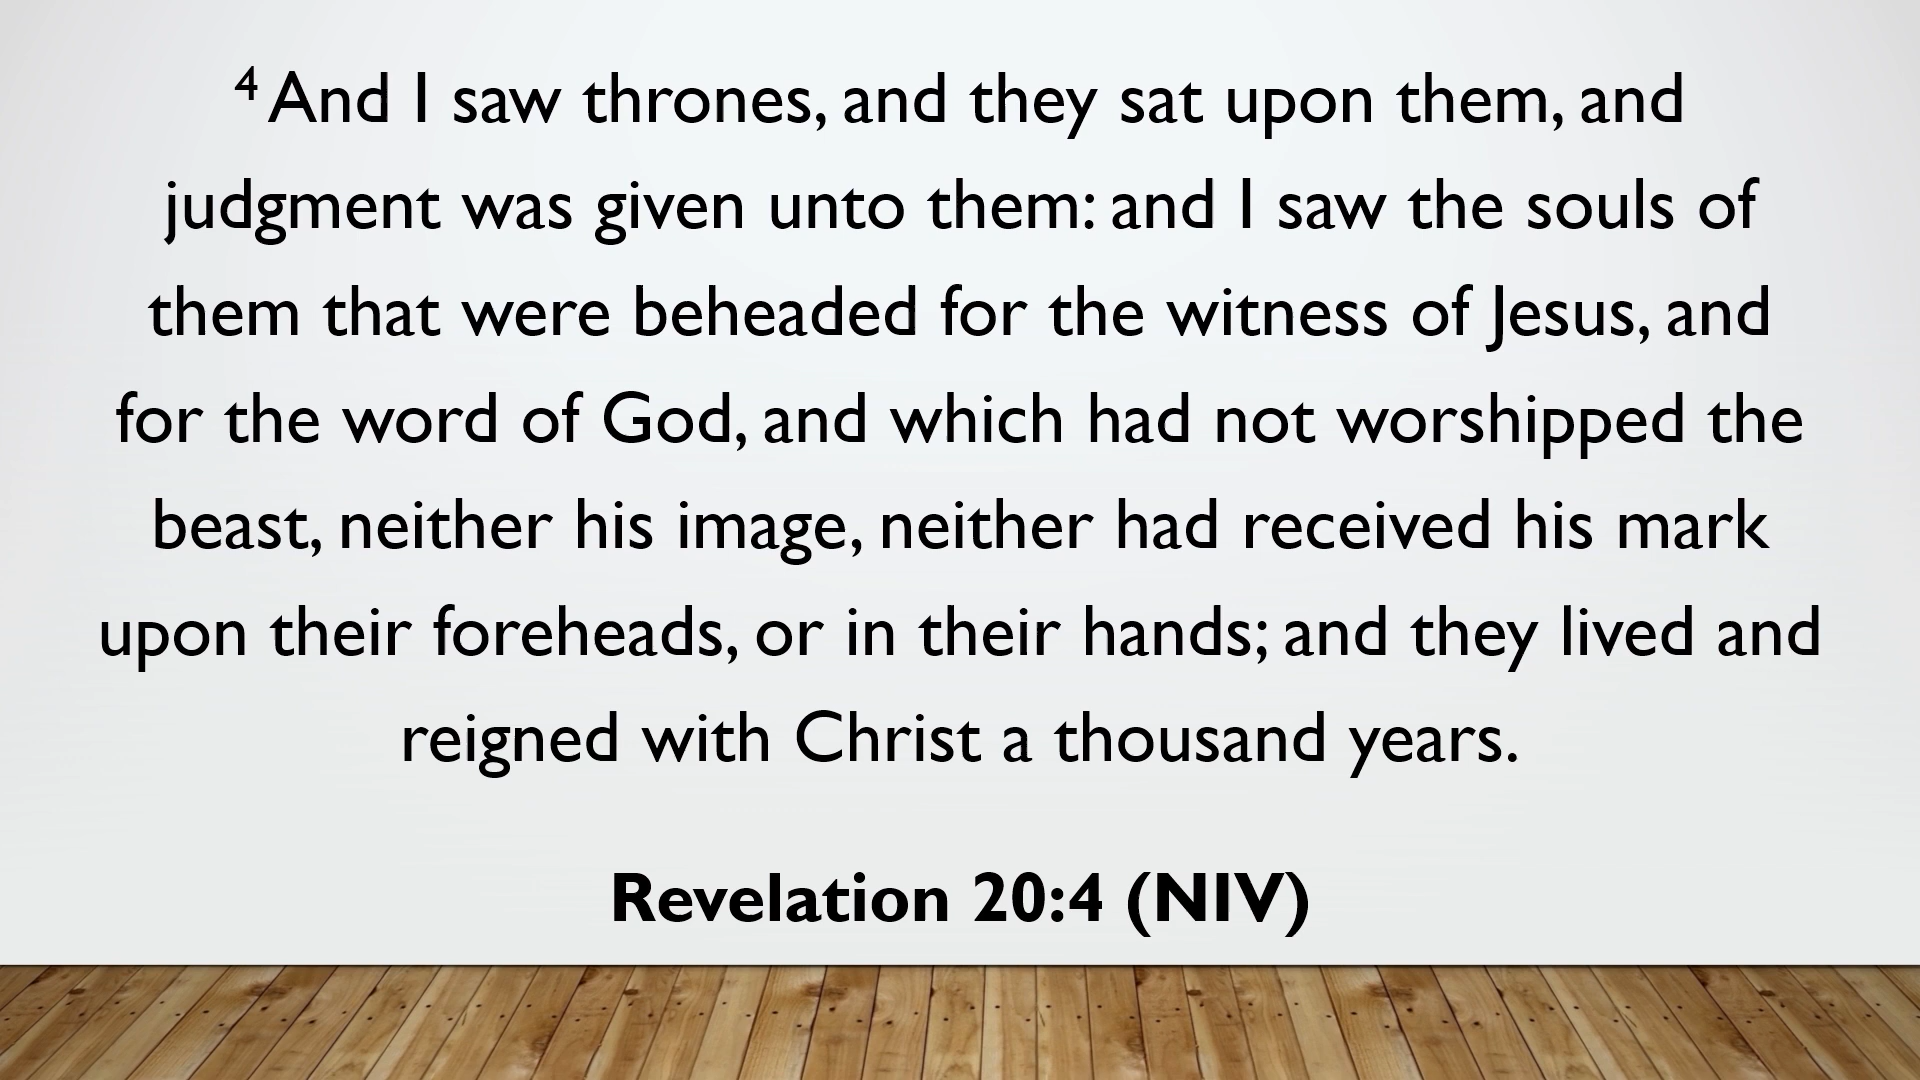 4 And I saw thrones, and they sat upon them, and
judgment was given unto them: and I saw the souls of
them that were beheaded for the witness of Jesus, and
for the word of God, and which had not worshipped the
beast, neither his image, neither had received his mark
upon their foreheads, or in their hands; and they lived and
reigned with Christ a thousand years.
Revelation 20:4 (NIV)